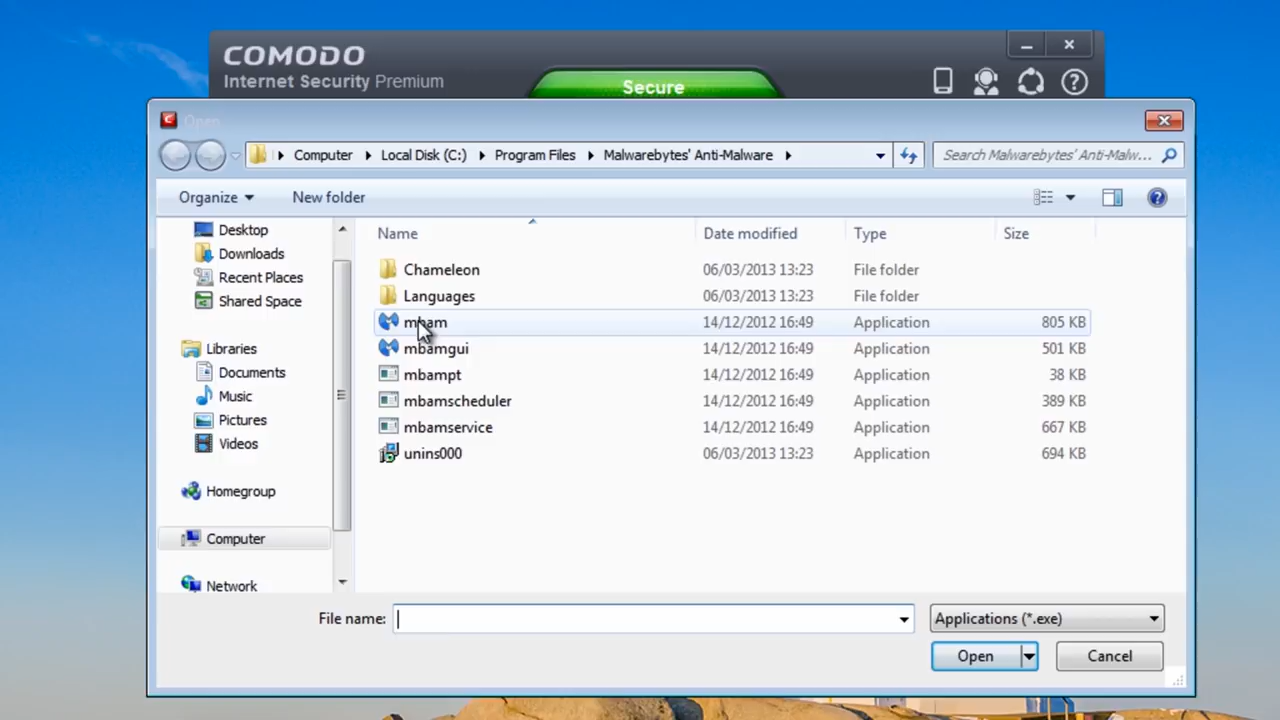 COMODO
Internet Security Premium
Secure
Open
Computer Local Disk (C:) Program Files Malwarebytes' Anti-Malware Search Malwarebytes' Anti-Malw...
Organize New folder
Name Date modified Type Size
Desktop
Downloads
Recent Places
Shared Space
Libraries
Documents
Music
Pictures
Videos
Homegroup
Computer
Network
Chameleon 06/03/2013 13:23 File folder
Languages 06/03/2013 13:23 File folder
mbam 14/12/2012 16:49 Application 805 KB
mbamgui 14/12/2012 16:49 Application 501 KB
mbampt 14/12/2012 16:49 Application 38 KB
mbamscheduler 14/12/2012 16:49 Application 389 KB
mbamservice 14/12/2012 16:49 Application 667 KB
unins000 06/03/2013 13:23 Application 694 KB
File name: Applications (*.exe)
Open Cancel